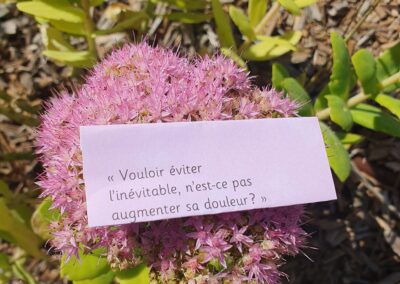 « Vouloir éviter
l'inévitable, n'est-ce pas
augmenter sa douleur? »